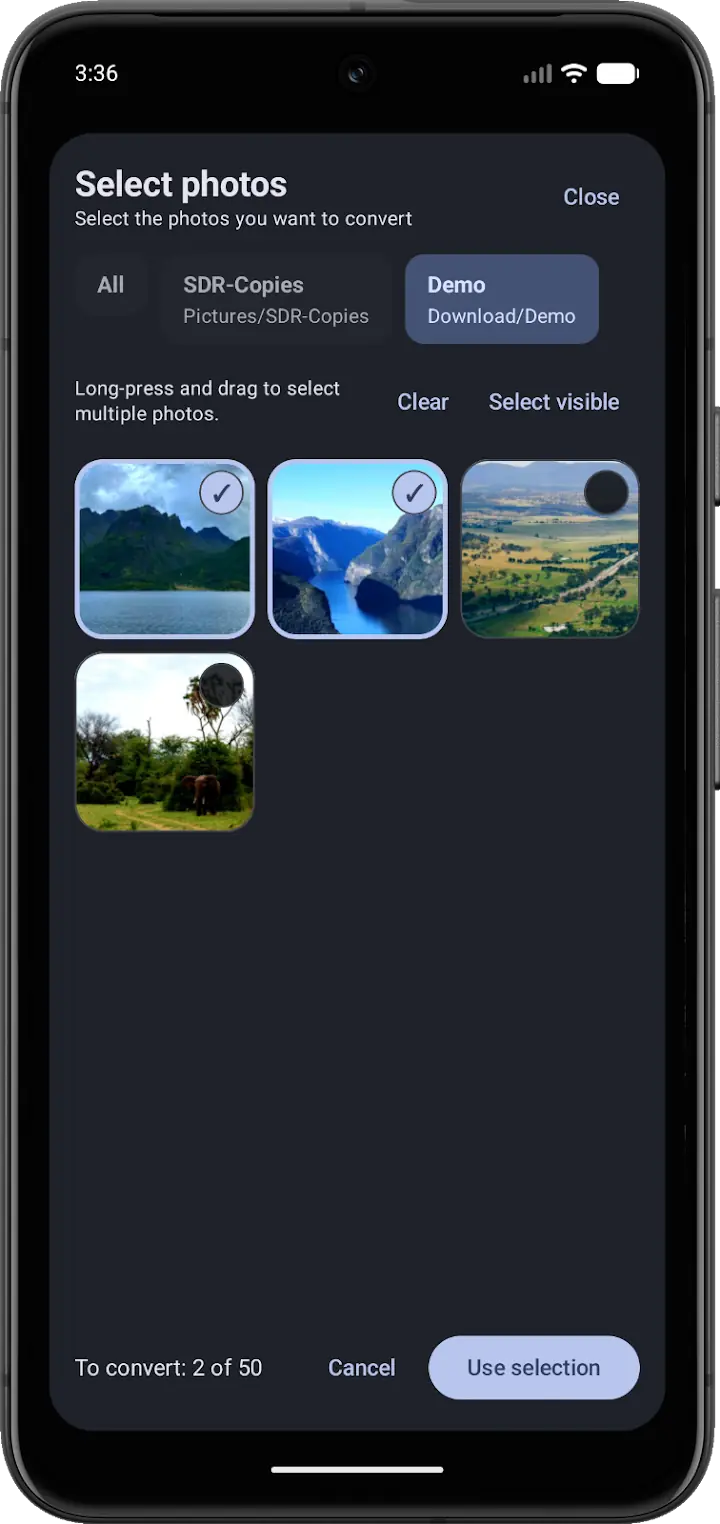 3:36
Select photos
Select the photos you want to convert
Close
All
SDR-Copies
Pictures/SDR-Copies
Demo
Download/Demo
Long-press and drag to select
multiple photos.
Clear
Select visible
To convert: 2 of 50
Cancel
Use selection